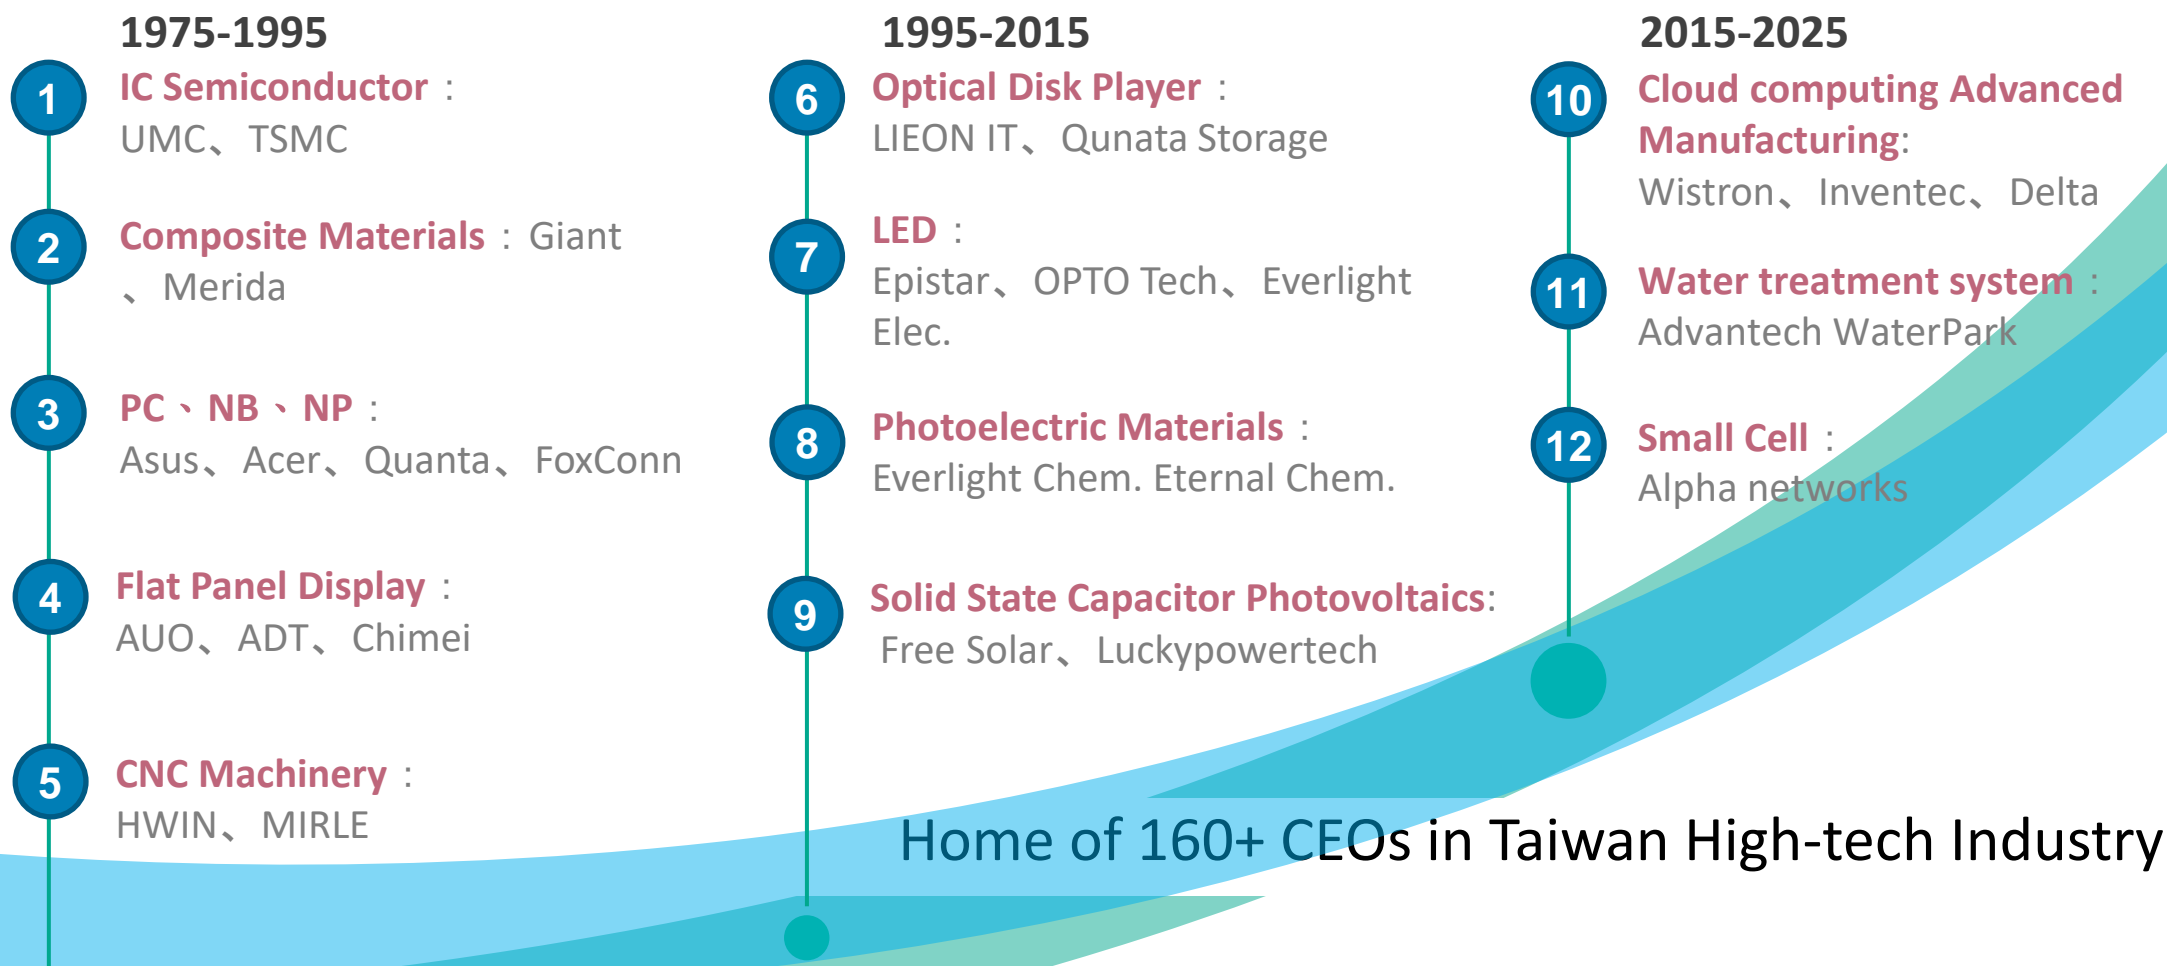 1975-1995
1
IC Semiconductor：
UMC、TSMC
2
Composite Materials：Giant
、Merida
3
PC、NB、NP：
Asus、Acer、Quanta、FoxConn
4
Flat Panel Display：
AUO、ADT、Chimei
5
CNC Machinery：
HWIN、MIRLE
1995-2015
6
Optical Disk Player：
LIEON IT、Qunata Storage
7
LED：
Epistar、OPTO Tech、Everlight
Elec.
8
Photoelectric Materials：
Everlight Chem. Eternal Chem.
9
Solid State Capacitor Photovoltaics:
Free Solar、Luckypowertech
2015-2025
10
Cloud computing Advanced
Manufacturing:
Wistron、Inventec、Delta
11
Water treatment system：
Advantech WaterPark
12
Small Cell：
Alpha networks
Home of 160+ CEOs in Taiwan High-tech Industry